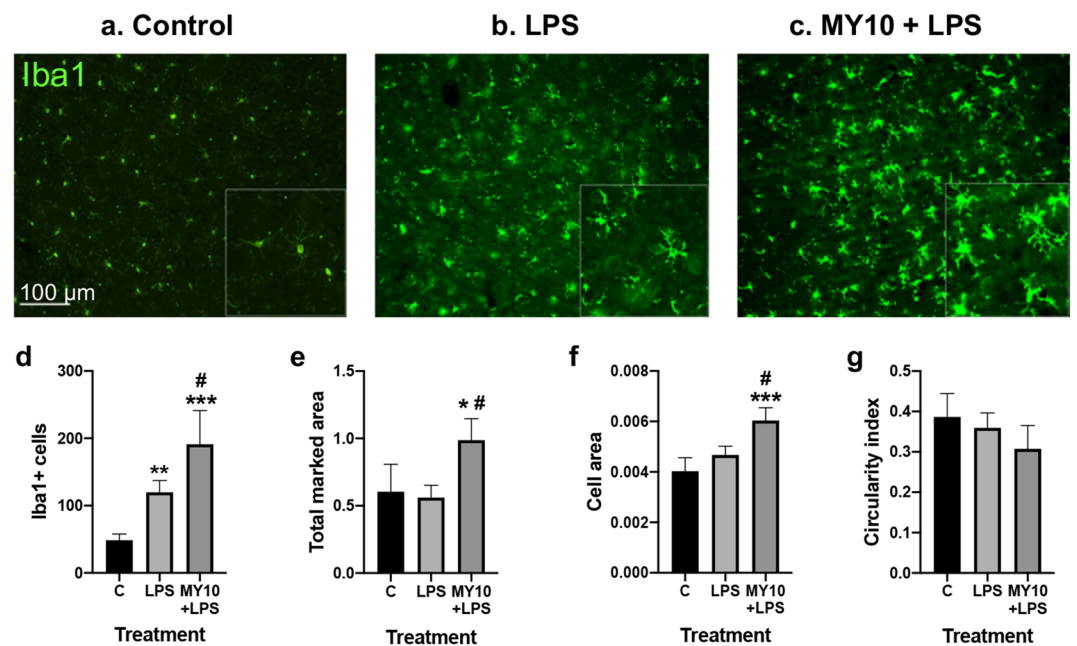 a. Control
b. LPS
c. MY10 + LPS
Iba1
100 µm
d
300
200
100
0
Iba1+ cells
#
***
**
C
LPS
MY10
+LPS
Treatment
e
1.5
1.0
0.5
0.0
Total marked area
* #
C
LPS
MY10
+LPS
Treatment
f
0.008
0.006
0.004
0.002
0.000
Cell area
#
***
C
LPS
MY10
+LPS
Treatment
g
0.5
0.4
0.3
0.2
0.1
0.0
Circularity index
C
LPS
MY10
+LPS
Treatment